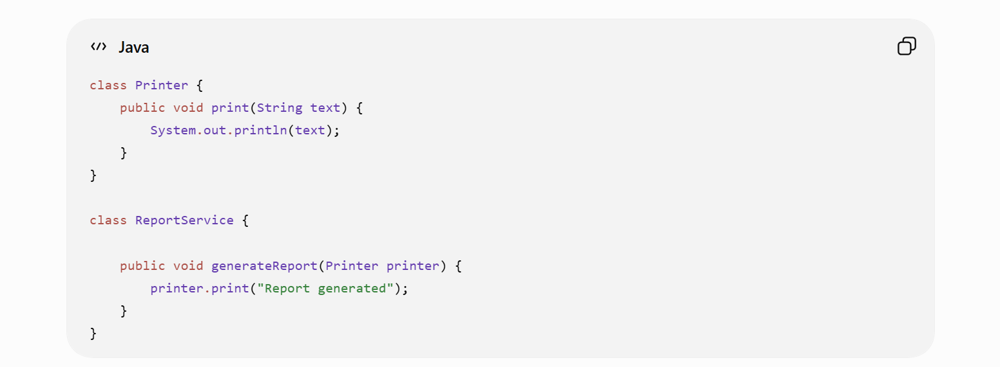 Java
class Printer {
    public void print(String text) {
        System.out.println(text);
    }
}
class ReportService {
    public void generateReport(Printer printer) {
        printer.print("Report generated");
    }
}